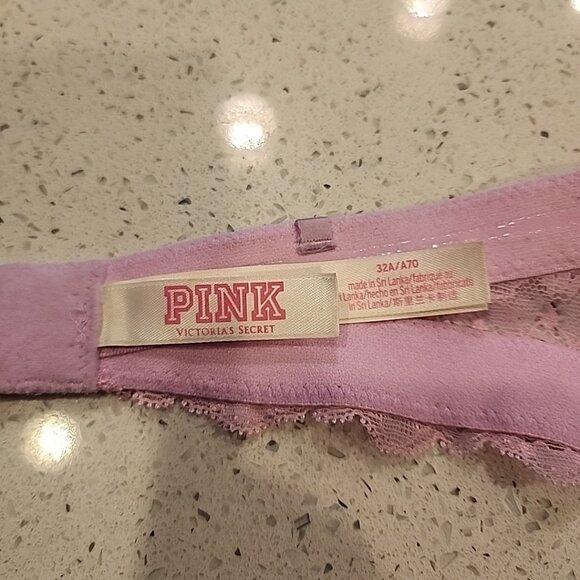 PINK
VICTORIA'S SECRET
32A/A70
made in Sri Lanka/fabriqué au
i Lanka/hecho en Sri Lanka/fabbricato
in Sri Lanka/斯里兰卡制造